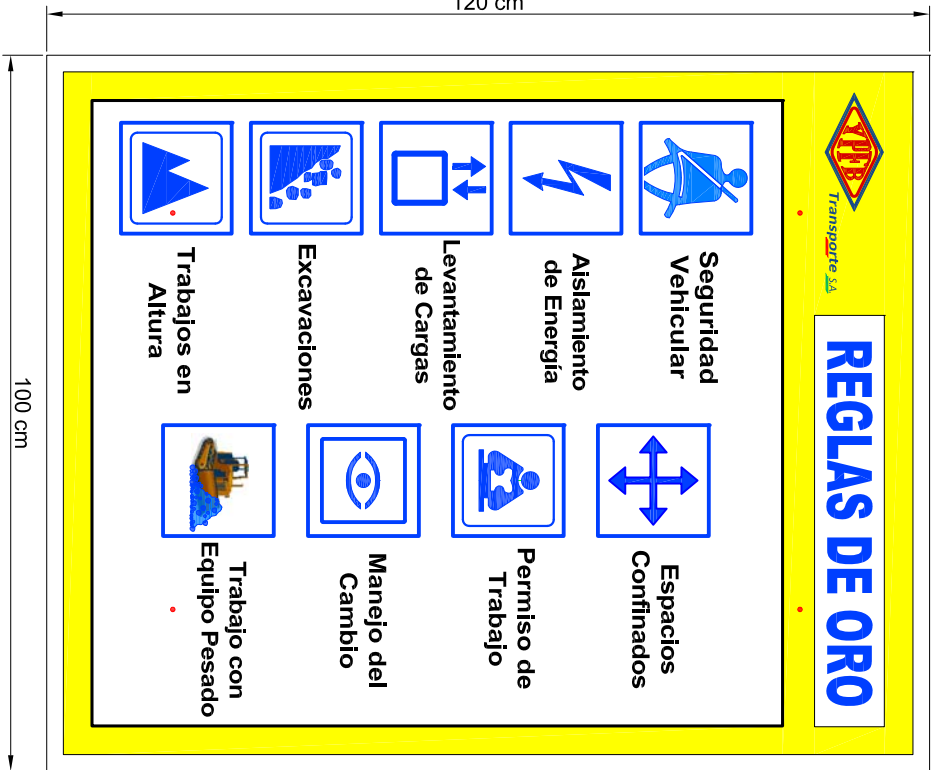 120 cm
100 cm
YPFB
Transporte S.A.
REGLAS DE ORO
Seguridad
Vehicular
Aislamiento
de Energía
Levantamiento
de Cargas
Excavaciones
Trabajos en
Altura
Espacios
Confinados
Permiso de
Trabajo
Manejo del
Cambio
Trabajo con
Equipo Pesado